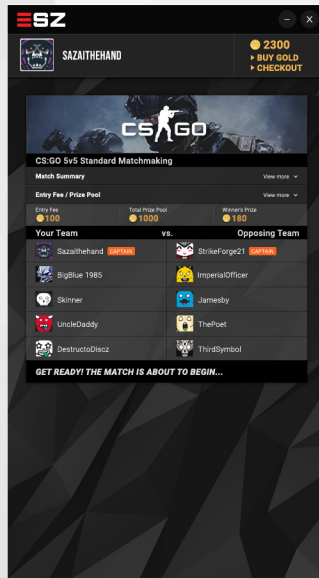 ESZ
SAZAITHEHAND
2300
BUY GOLD
CHECKOUT
CS GO
CS:GO 5v5 Standard Matchmaking
Match Summary View more
Entry Fee / Prize Pool View more
Entry Fee Total Prize Pool Winner's Prize
100 1000 180
Your Team vs. Opposing Team
Sazaithehand CAPTAIN StrikeForge21 CAPTAIN
BigBlue 1985 ImperialOfficer
Skinner Jamesby
UncleDaddy ThePoet
DestructoDiscz ThirdSymbol
GET READY! THE MATCH IS ABOUT TO BEGIN...